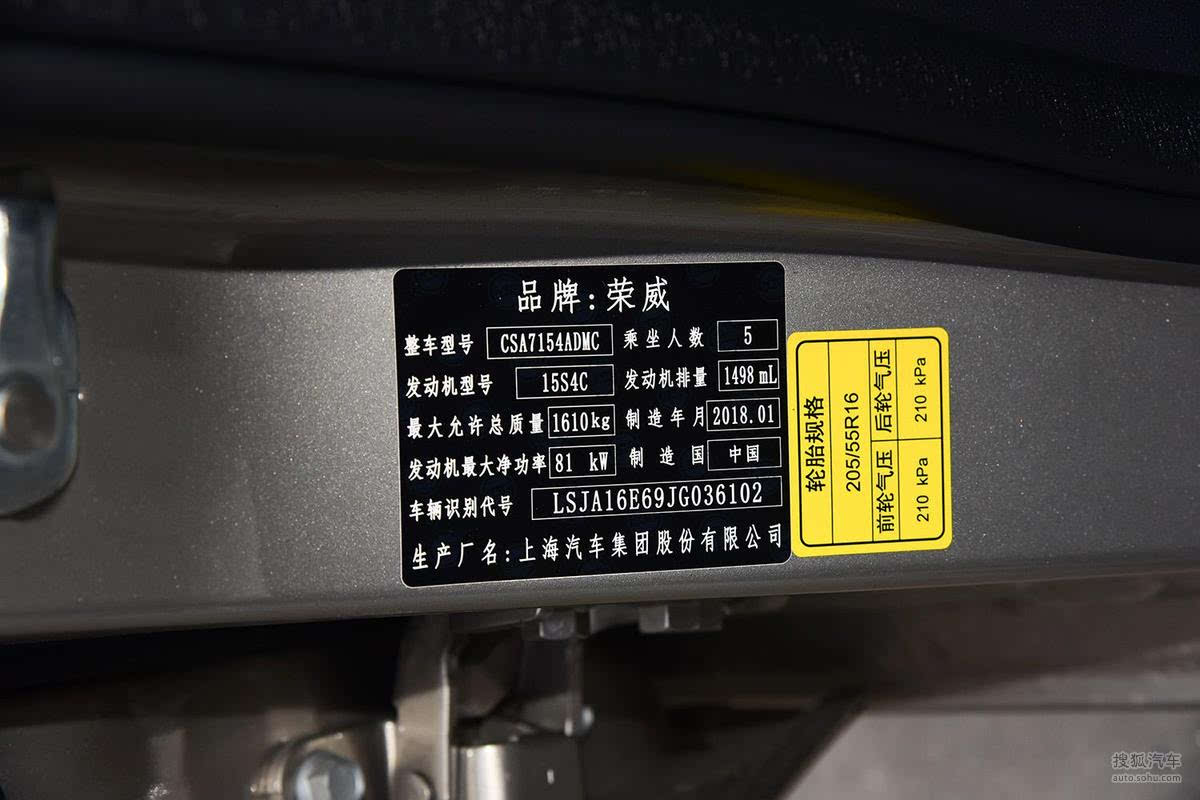 品牌:荣威
整车型号 CSA7154ADMC 乘坐人数 5
发动机型号 15S4C 发动机排量 1498 mL
最大允许总质量 1610kg 制造年月 2018.01
发动机最大净功率 81 kW 制造国 中国
车辆识别代号 LSJA16E69JG036102
生产厂名:上海汽车集团股份有限公司
轮胎规格
205/55R16
前轮气压 后轮气压
210 kPa 210 kPa
搜狐汽车
auto.sohu.com